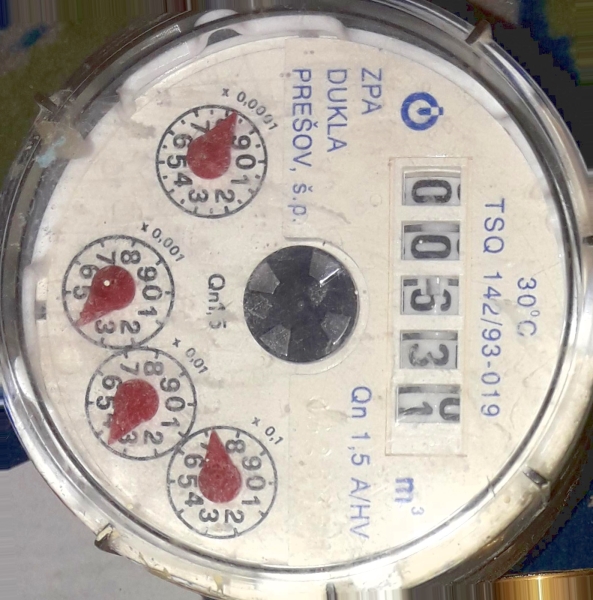 ZPA
DUKLA
PREŠOV, š.p.
TSQ 142/93-019
30°C
0 0 5 3 1
m³
Qn 1,5 A/HV
Qn1,5
x 0,0001
x 0,001
x 0,01
x 0,1